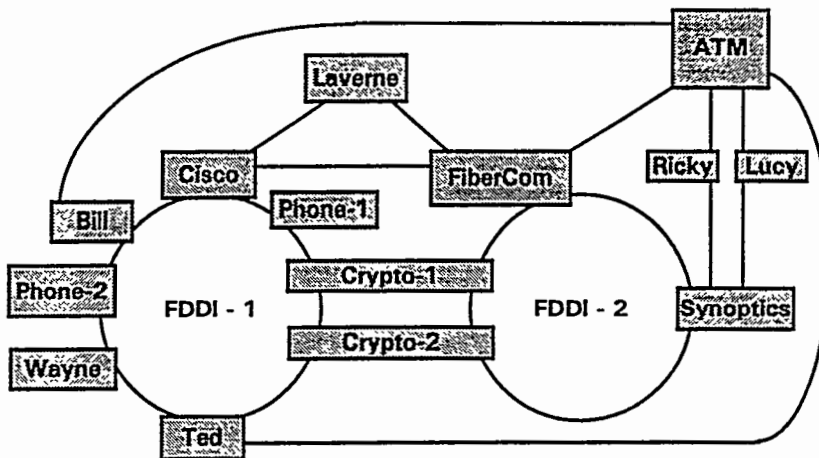 ATM
Laverne
Cisco
FiberCom
Ricky
Lucy
Bill
Phone-1
Phone-2
Crypto-1
FDDI - 1
FDDI - 2
Synoptics
Crypto-2
Wayne
Ted